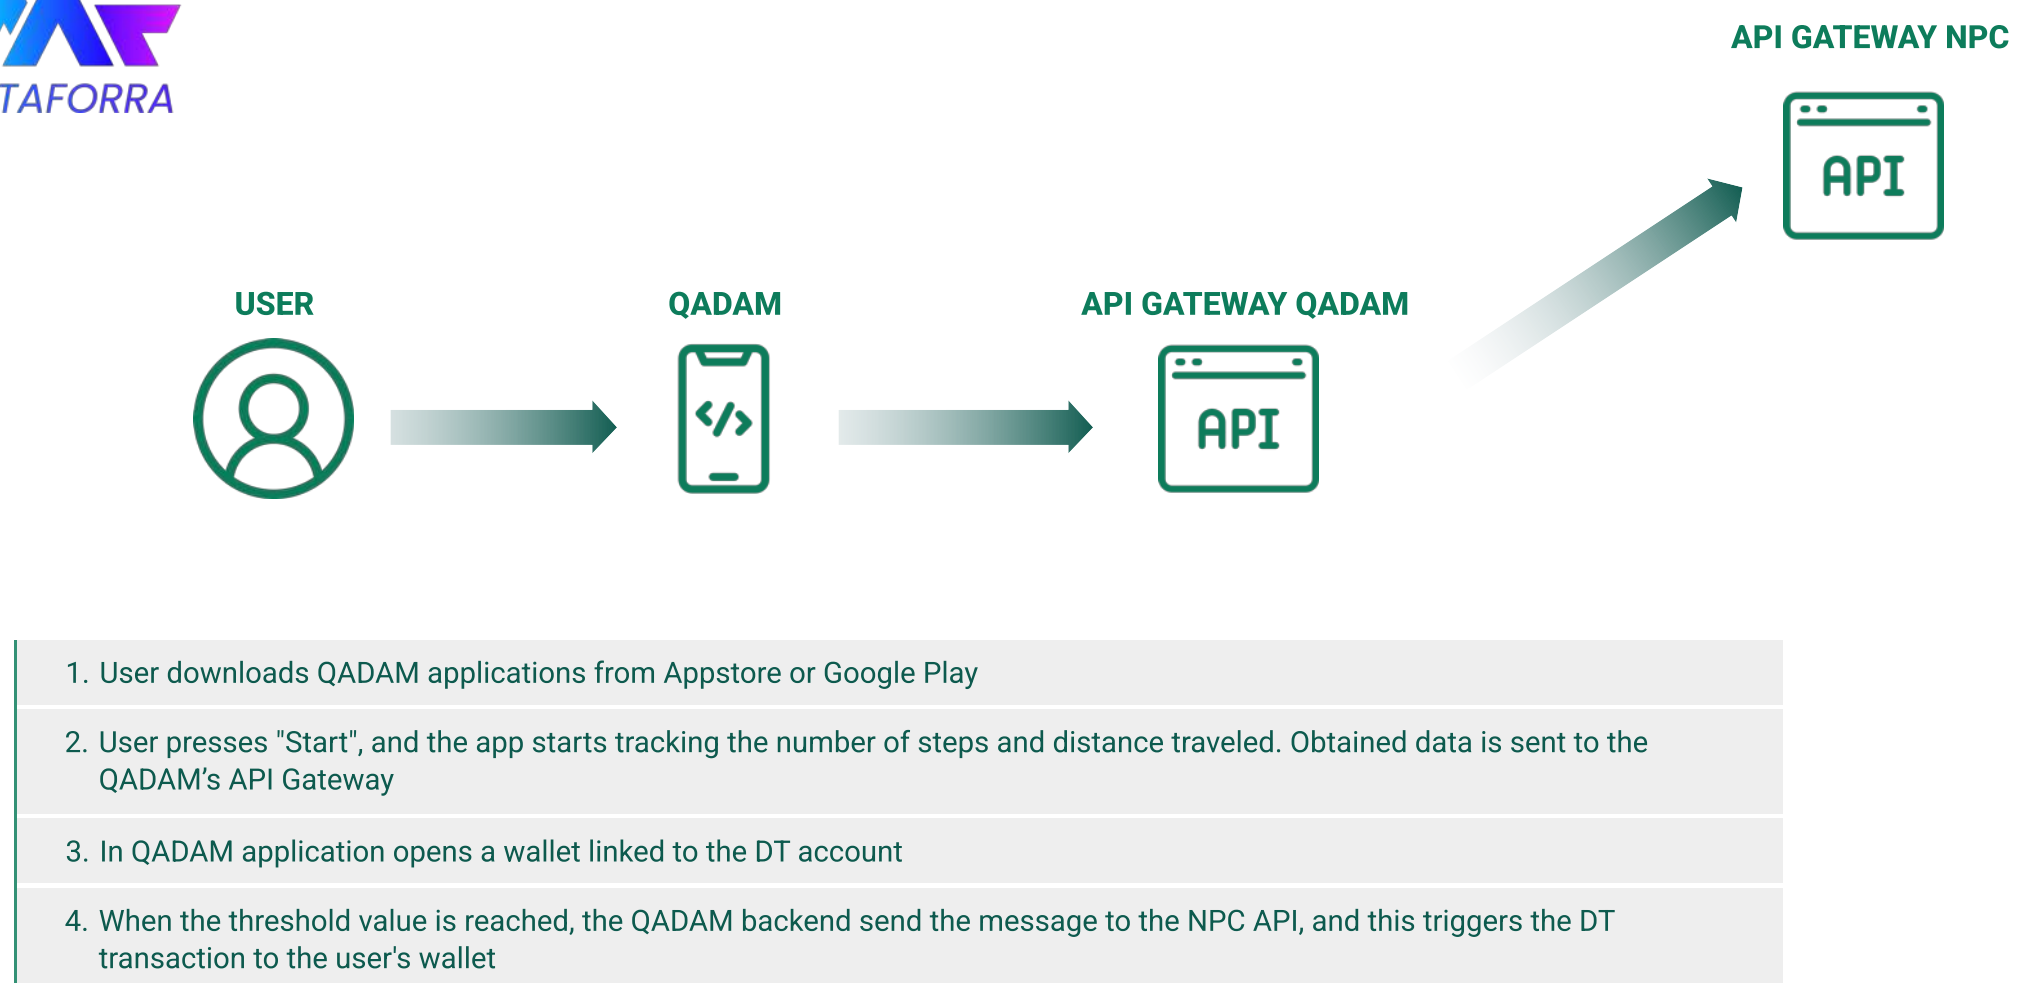 TAFORRA
API GATEWAY NPC
API
USER
QADAM
API GATEWAY QADAM
</>
API
1. User downloads QADAM applications from Appstore or Google Play
2. User presses "Start", and the app starts tracking the number of steps and distance traveled. Obtained data is sent to the
QADAM’s API Gateway
3. In QADAM application opens a wallet linked to the DT account
4. When the threshold value is reached, the QADAM backend send the message to the NPC API, and this triggers the DT
transaction to the user's wallet